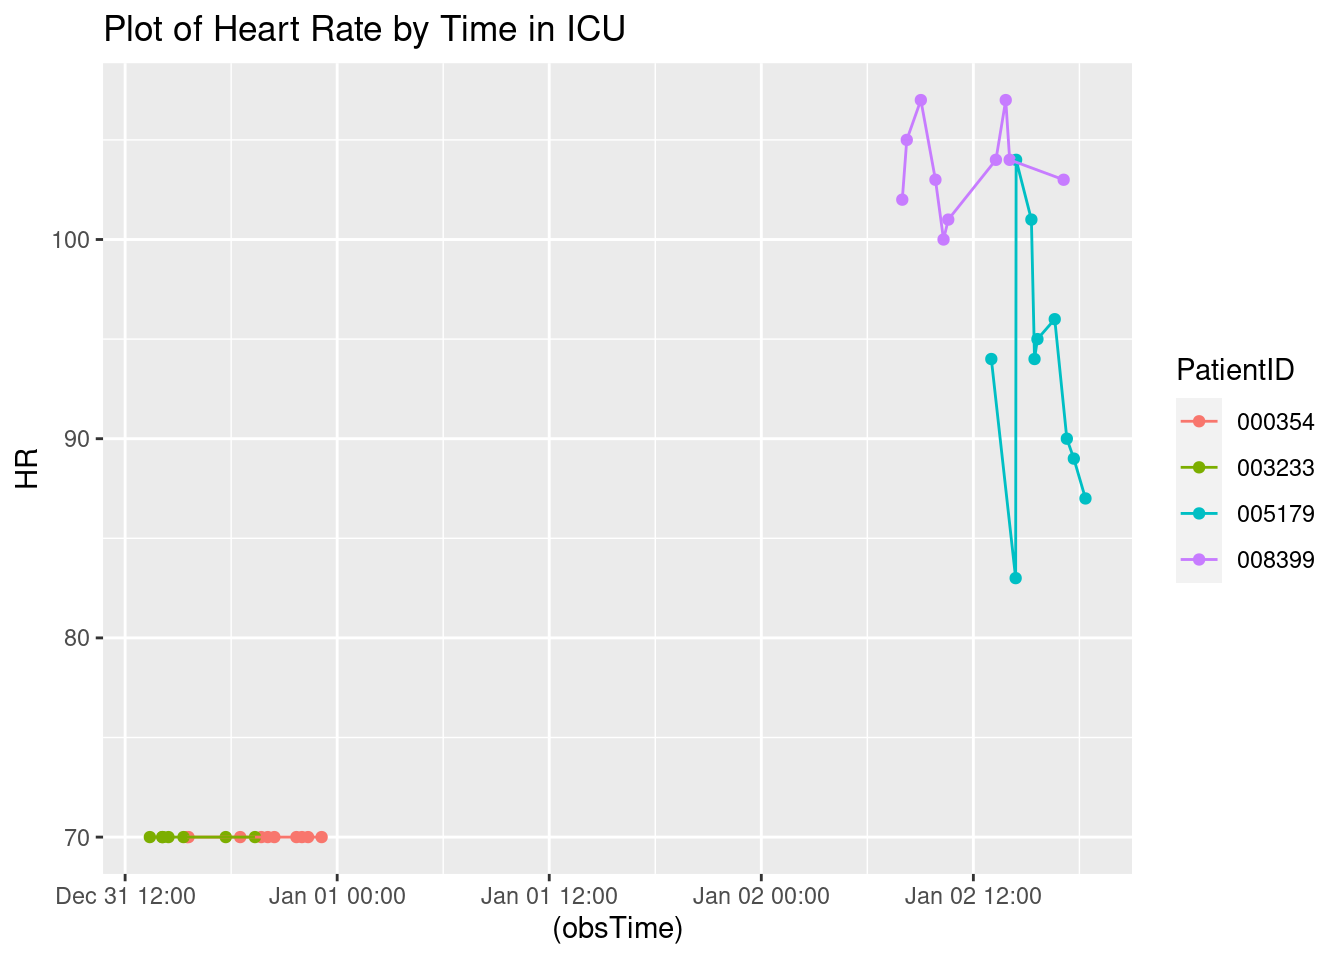 Plot of Heart Rate by Time in ICU
HR
100
90
80
70
Dec 31 12:00
Jan 01 00:00
Jan 01 12:00
Jan 02 00:00
Jan 02 12:00
(obsTime)
PatientID
000354
003233
005179
008399